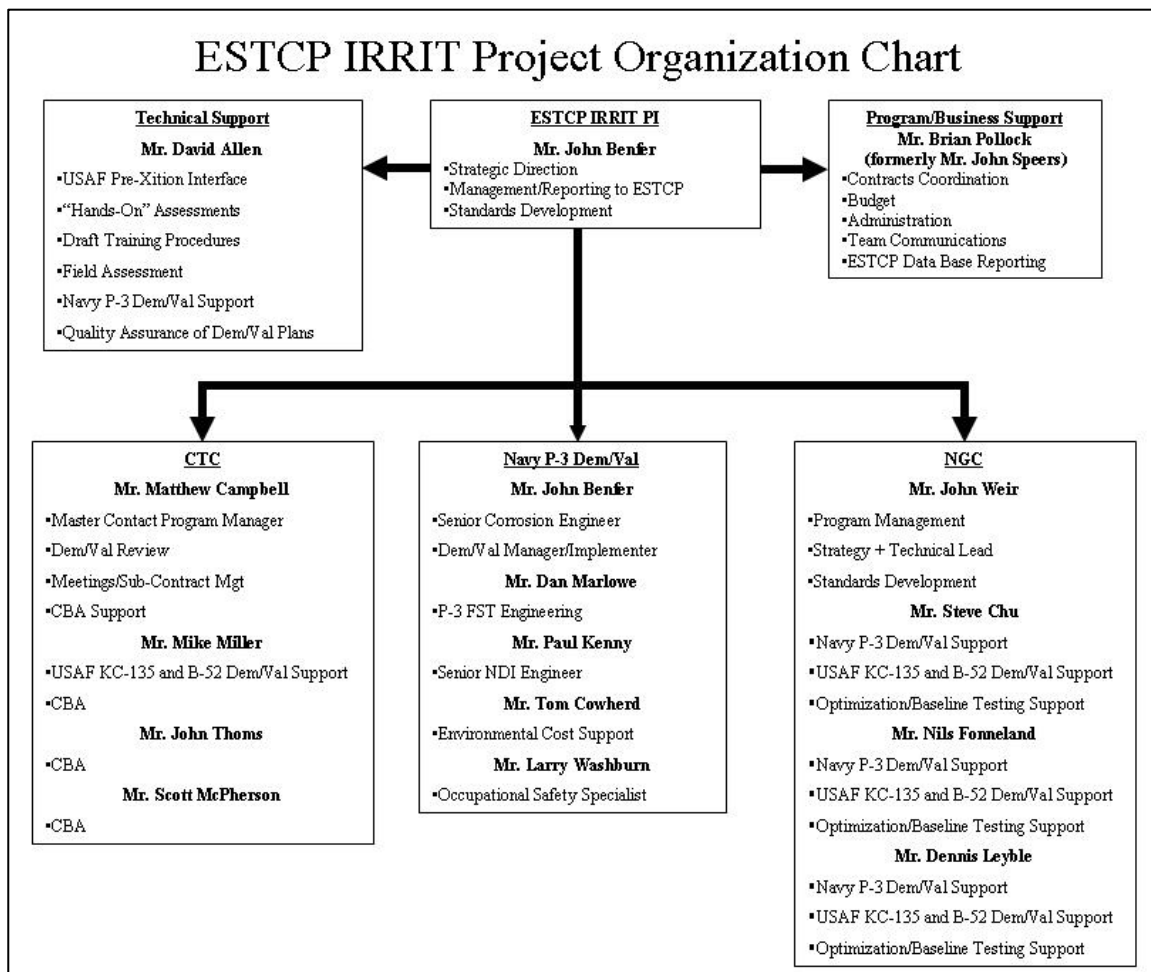 ESTCP IRRIT Project Organization Chart
Technical Support
Mr. David Allen
▪USAF Pre-Xition Interface
▪“Hands-On” Assessments
▪Draft Training Procedures
▪Field Assessment
▪Navy P-3 Dem/Val Support
▪Quality Assurance of Dem/Val Plans
ESTCP IRRIT PI
Mr. John Benfer
▪Strategic Direction
▪Management/Reporting to ESTCP
▪Standards Development
Program/Business Support
Mr. Brian Pollock
(formerly Mr. John Speers)
▪Contracts Coordination
▪Budget
▪Administration
▪Team Communications
▪ESTCP Data Base Reporting
CTC
Mr. Matthew Campbell
▪Master Contact Program Manager
▪Dem/Val Review
▪Meetings/Sub-Contract Mgt
▪CBA Support
Mr. Mike Miller
▪USAF KC-135 and B-52 Dem/Val Support
▪CBA
Mr. John Thoms
▪CBA
Mr. Scott McPherson
▪CBA
Navy P-3 Dem/Val
Mr. John Benfer
▪Senior Corrosion Engineer
▪Dem/Val Manager/Implementer
Mr. Dan Marlowe
▪P-3 FST Engineering
Mr. Paul Kenny
▪Senior NDI Engineer
Mr. Tom Cowherd
▪Environmental Cost Support
Mr. Larry Washburn
▪Occupational Safety Specialist
NGC
Mr. John Weir
▪Program Management
▪Strategy + Technical Lead
▪Standards Development
Mr. Steve Chu
▪Navy P-3 Dem/Val Support
▪USAF KC-135 and B-52 Dem/Val Support
▪Optimization/Baseline Testing Support
Mr. Nils Fonneland
▪Navy P-3 Dem/Val Support
▪USAF KC-135 and B-52 Dem/Val Support
▪Optimization/Baseline Testing Support
Mr. Dennis Leyble
▪Navy P-3 Dem/Val Support
▪USAF KC-135 and B-52 Dem/Val Support
▪Optimization/Baseline Testing Support